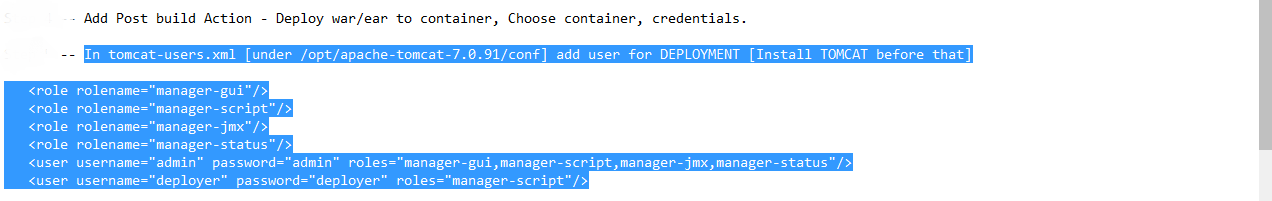 -- Add Post build Action - Deploy war/ear to container, Choose container, credentials.
-- In tomcat-users.xml [under /opt/apache-tomcat-7.0.91/conf] add user for DEPLOYMENT [Install TOMCAT before that]
<role rolename="manager-gui"/>
<role rolename="manager-script"/>
<role rolename="manager-jmx"/>
<role rolename="manager-status"/>
<user username="admin" password="admin" roles="manager-gui,manager-script,manager-jmx,manager-status"/>
<user username="deployer" password="deployer" roles="manager-script"/>